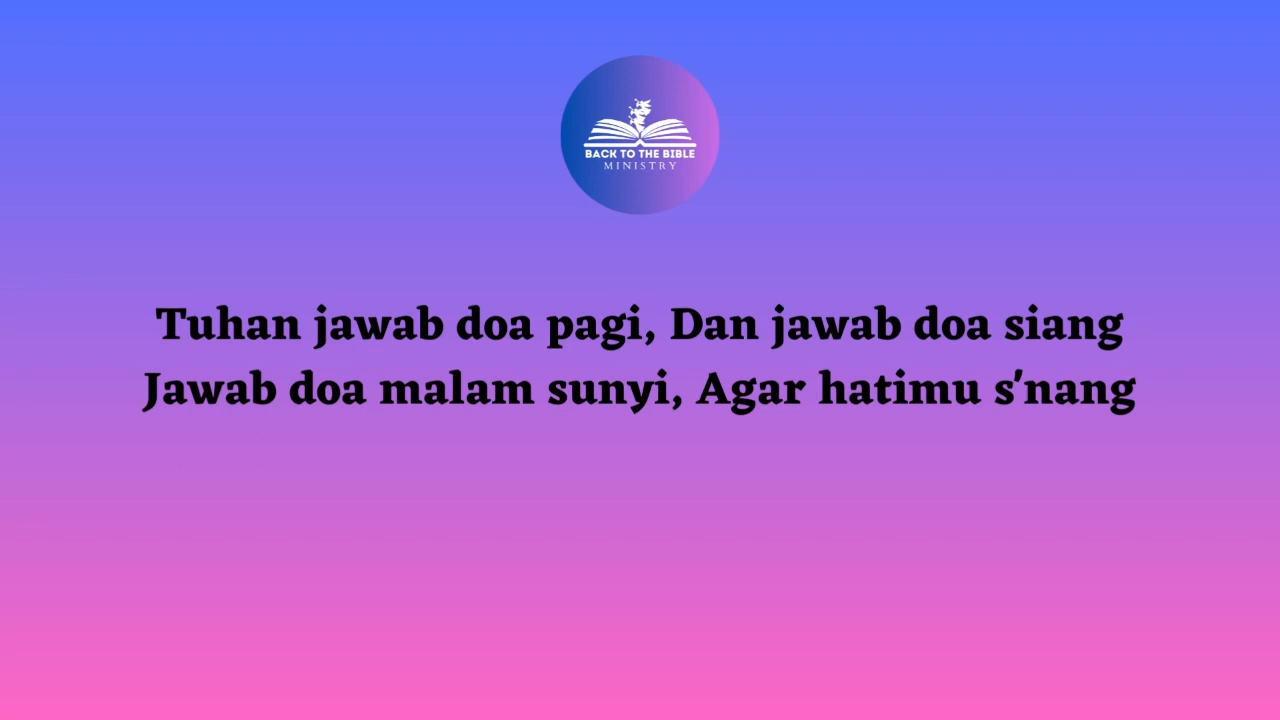 BACK TO THE BIBLE
MINISTRY
Tuhan jawab doa pagi, Dan jawab doa siang
Jawab doa malam sunyi, Agar hatimu s'nang